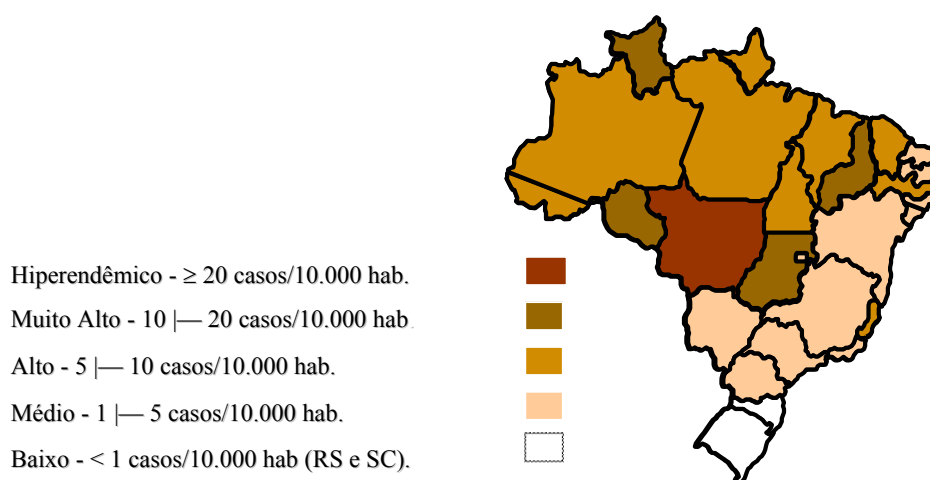 Hiperendêmico - ≥ 20 casos/10.000 hab.
Muito Alto - 10 |— 20 casos/10.000 hab.
Alto - 5 |— 10 casos/10.000 hab.
Médio - 1 |— 5 casos/10.000 hab.
Baixo - < 1 casos/10.000 hab (RS e SC).